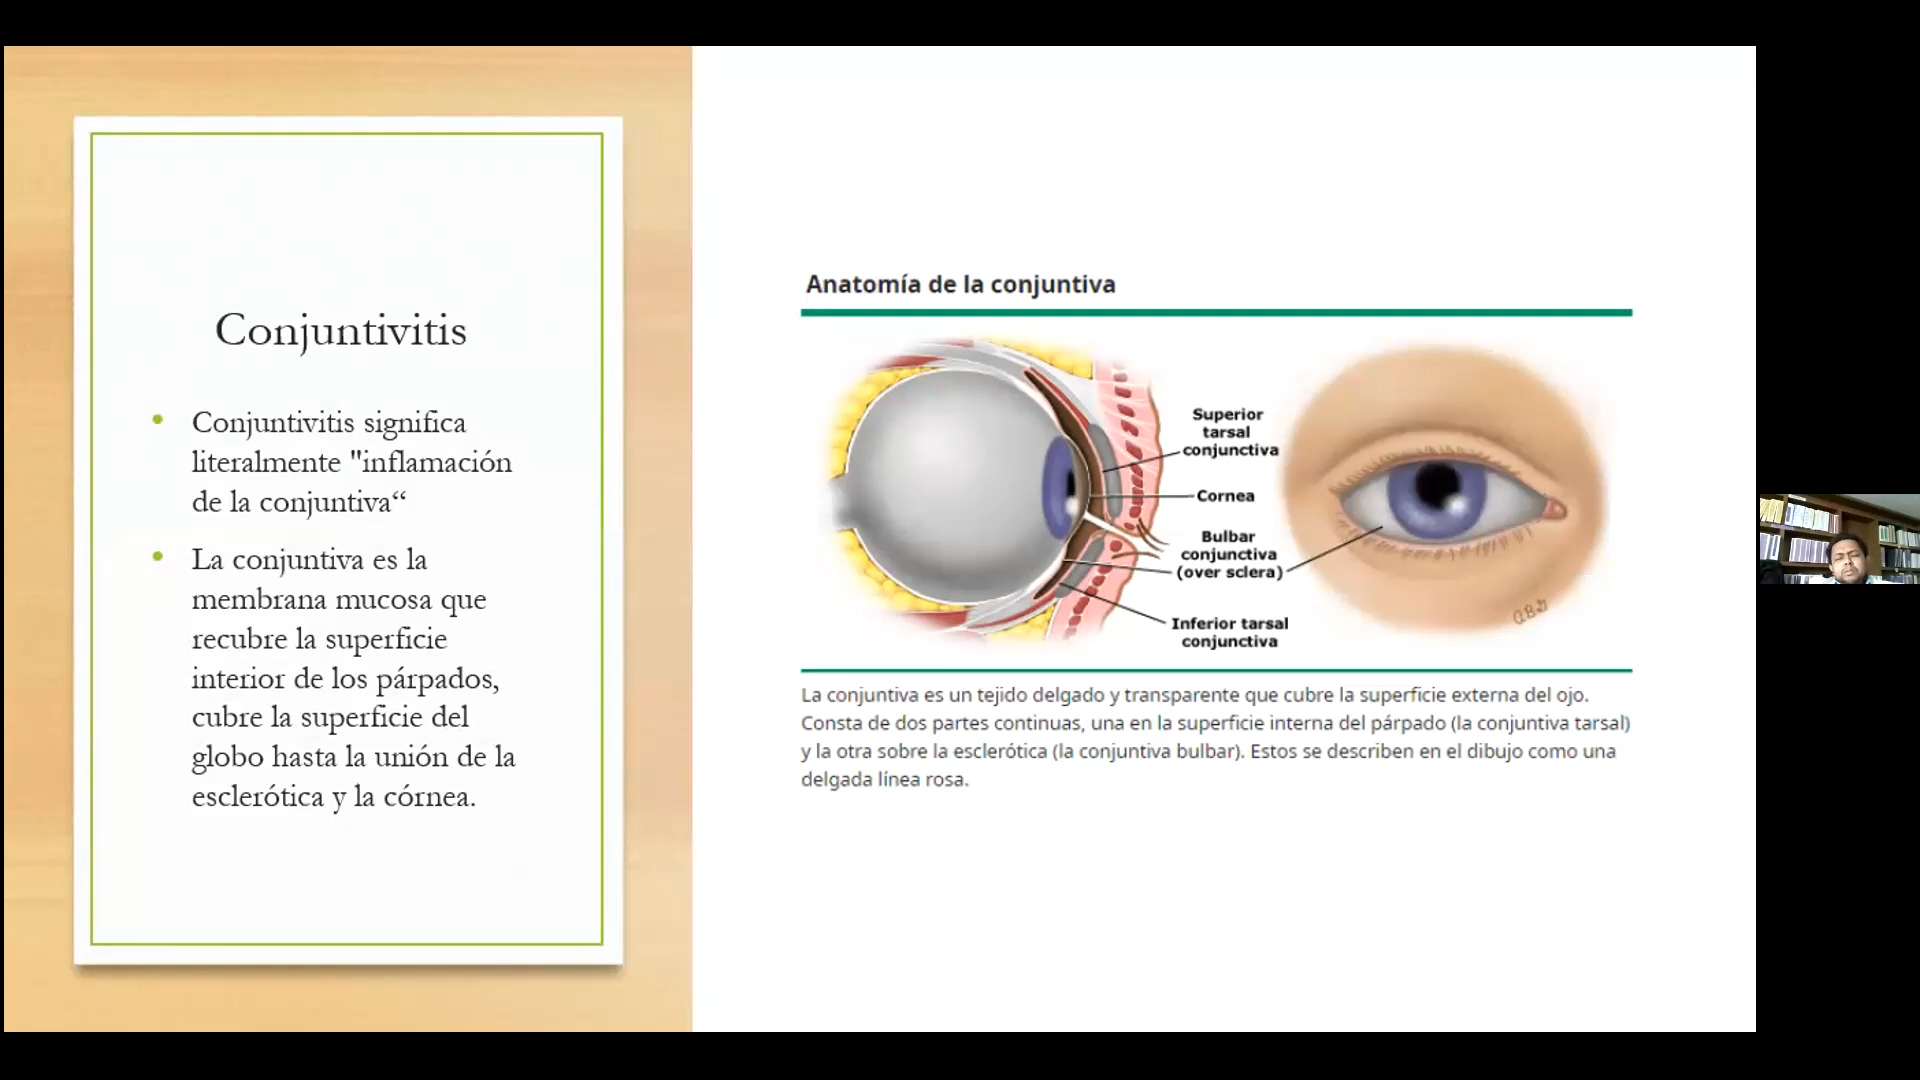 Conjuntivitis
• Conjuntivitis significa
literalmente "inflamación
de la conjuntiva“
• La conjuntiva es la
membrana mucosa que
recubre la superficie
interior de los párpados,
cubre la superficie del
globo hasta la unión de la
esclerótica y la córnea.
Anatomía de la conjuntiva
Superior
tarsal
conjunctiva
Cornea
Bulbar
conjunctiva
(over sclera)
Inferior tarsal
conjunctiva
La conjuntiva es un tejido delgado y transparente que cubre la superficie externa del ojo.
Consta de dos partes continuas, una en la superficie interna del párpado (la conjuntiva tarsal)
y la otra sobre la esclerótica (la conjuntiva bulbar). Estos se describen en el dibujo como una
delgada línea rosa.